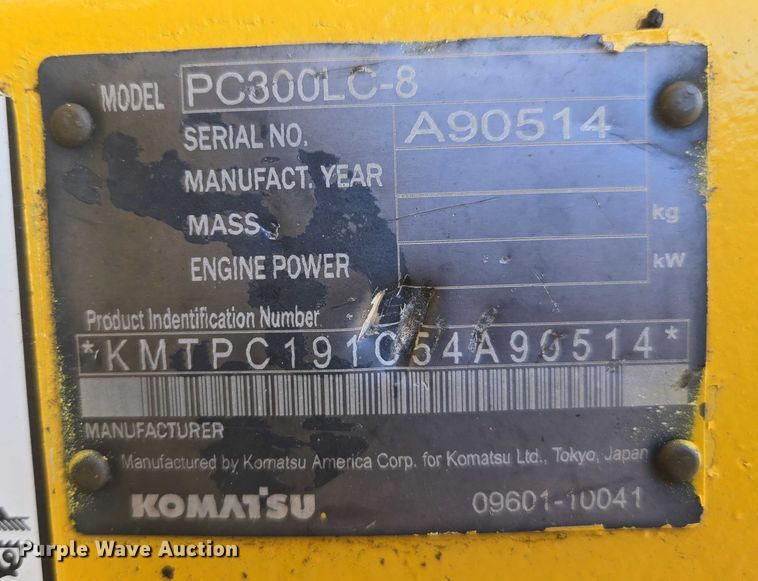 MODEL PC300LC-8
SERIAL NO. A90514
MANUFACT. YEAR
MASS kg
ENGINE POWER kW
Product Indentification Number
*KMTPC191C54A90514*
MANUFACTURER
Manufactured by Komatsu America Corp. for Komatsu Ltd., Tokyo, Japan
KOMATSU 09601-10041
Purple Wave Auction